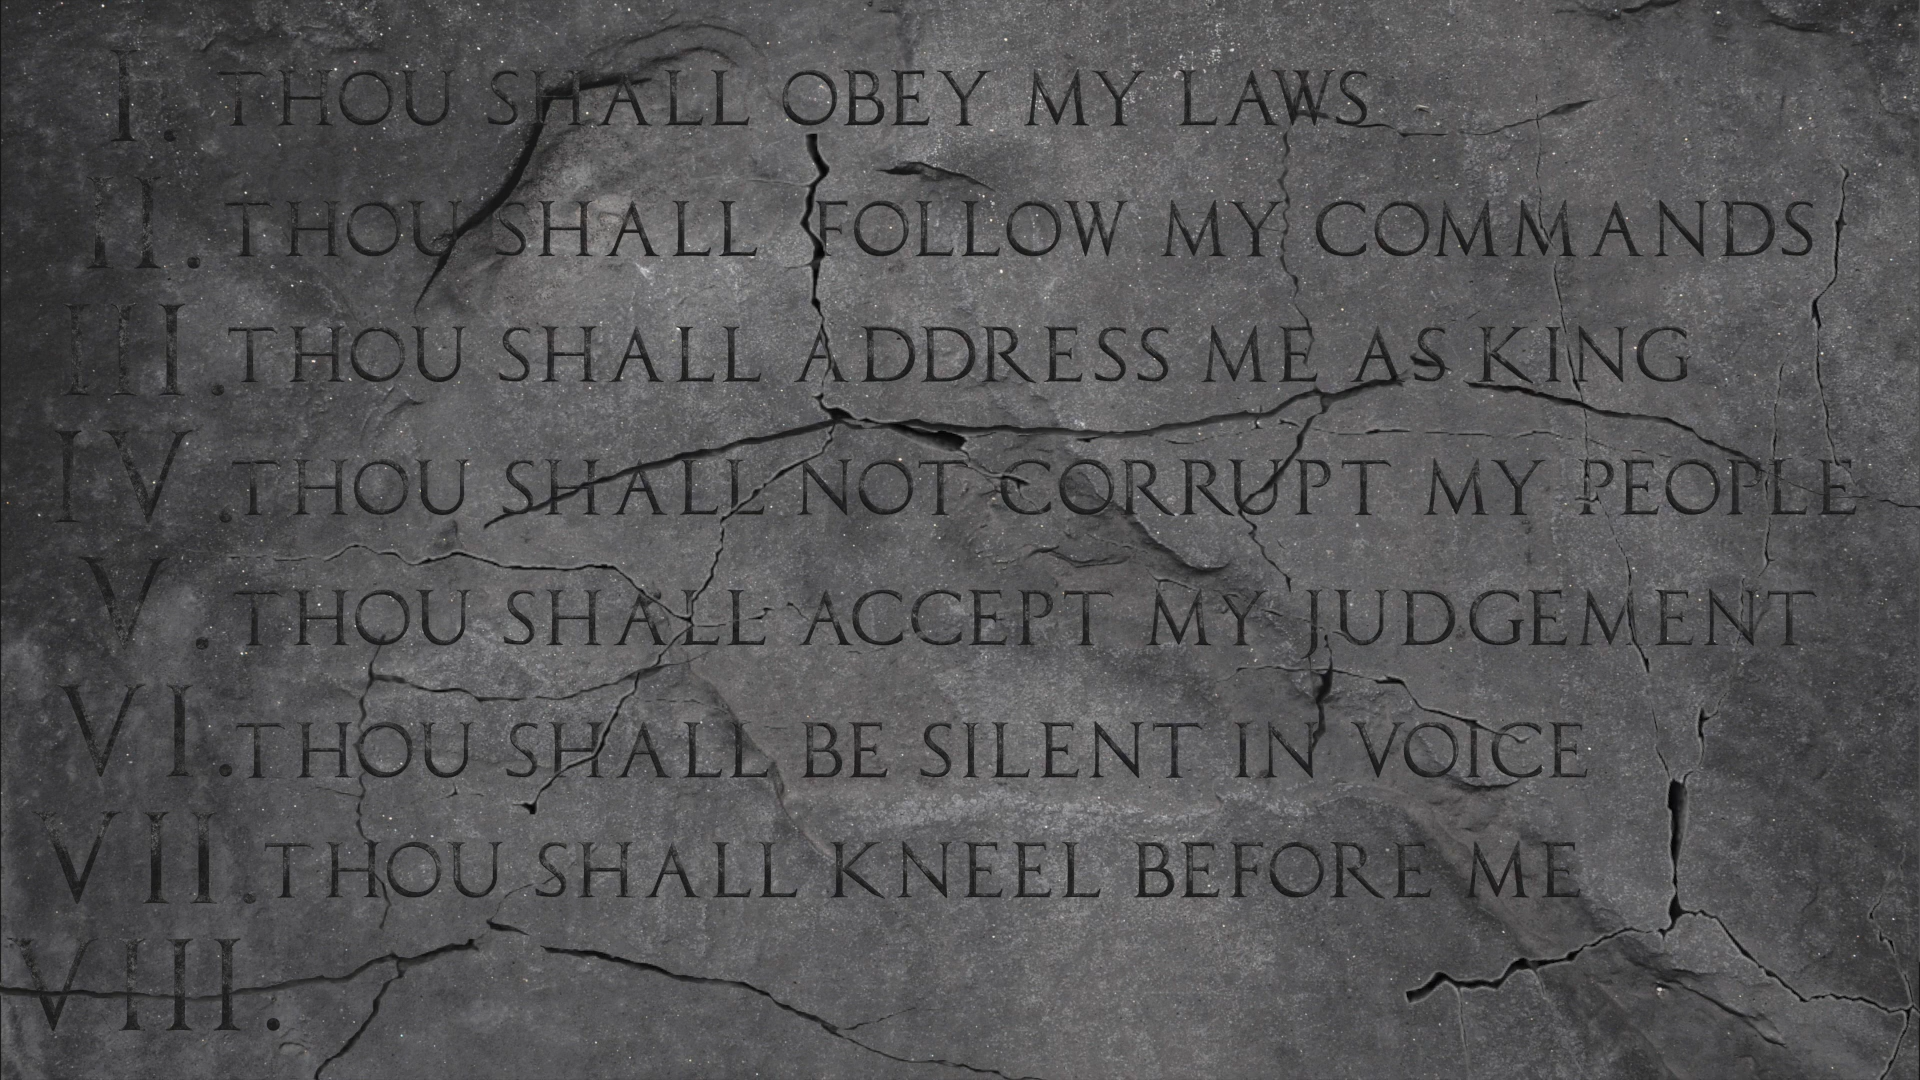 I. THOU SHALL OBEY MY LAWS
II. THOU SHALL FOLLOW MY COMMANDS
III. THOU SHALL ADDRESS ME AS KING
IV. THOU SHALL NOT CORRUPT MY PEOPLE
V. THOU SHALL ACCEPT MY JUDGEMENT
VI. THOU SHALL BE SILENT IN VOICE
VII. THOU SHALL KNEEL BEFORE ME
VIII.